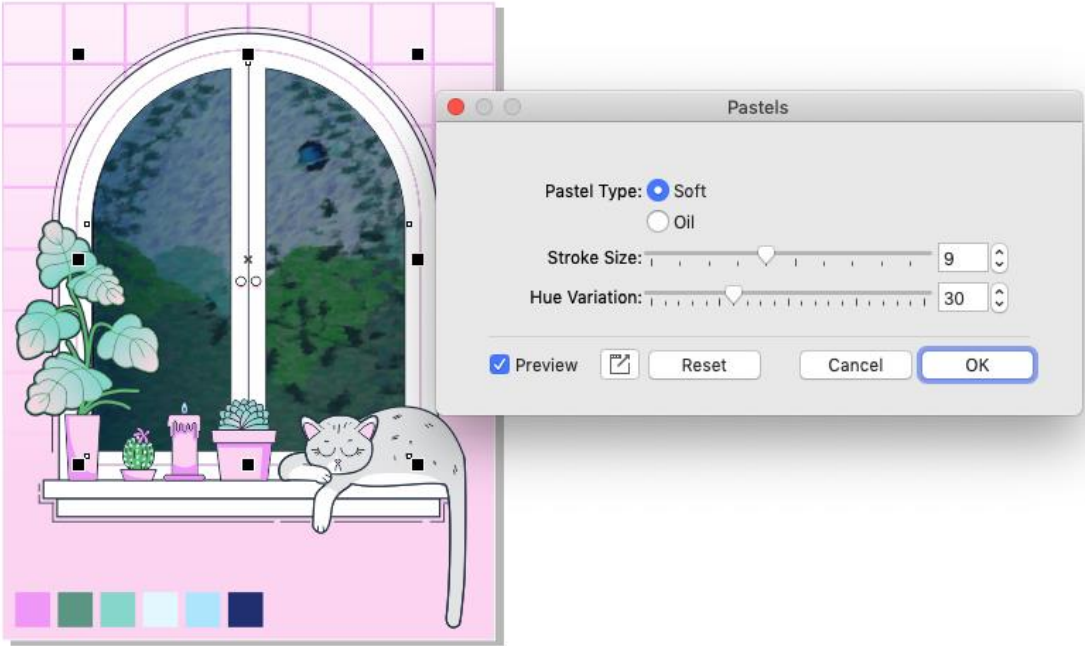 Pastels
Pastel Type: Soft
Oil
Stroke Size: 9
Hue Variation: 30
Preview Reset Cancel OK